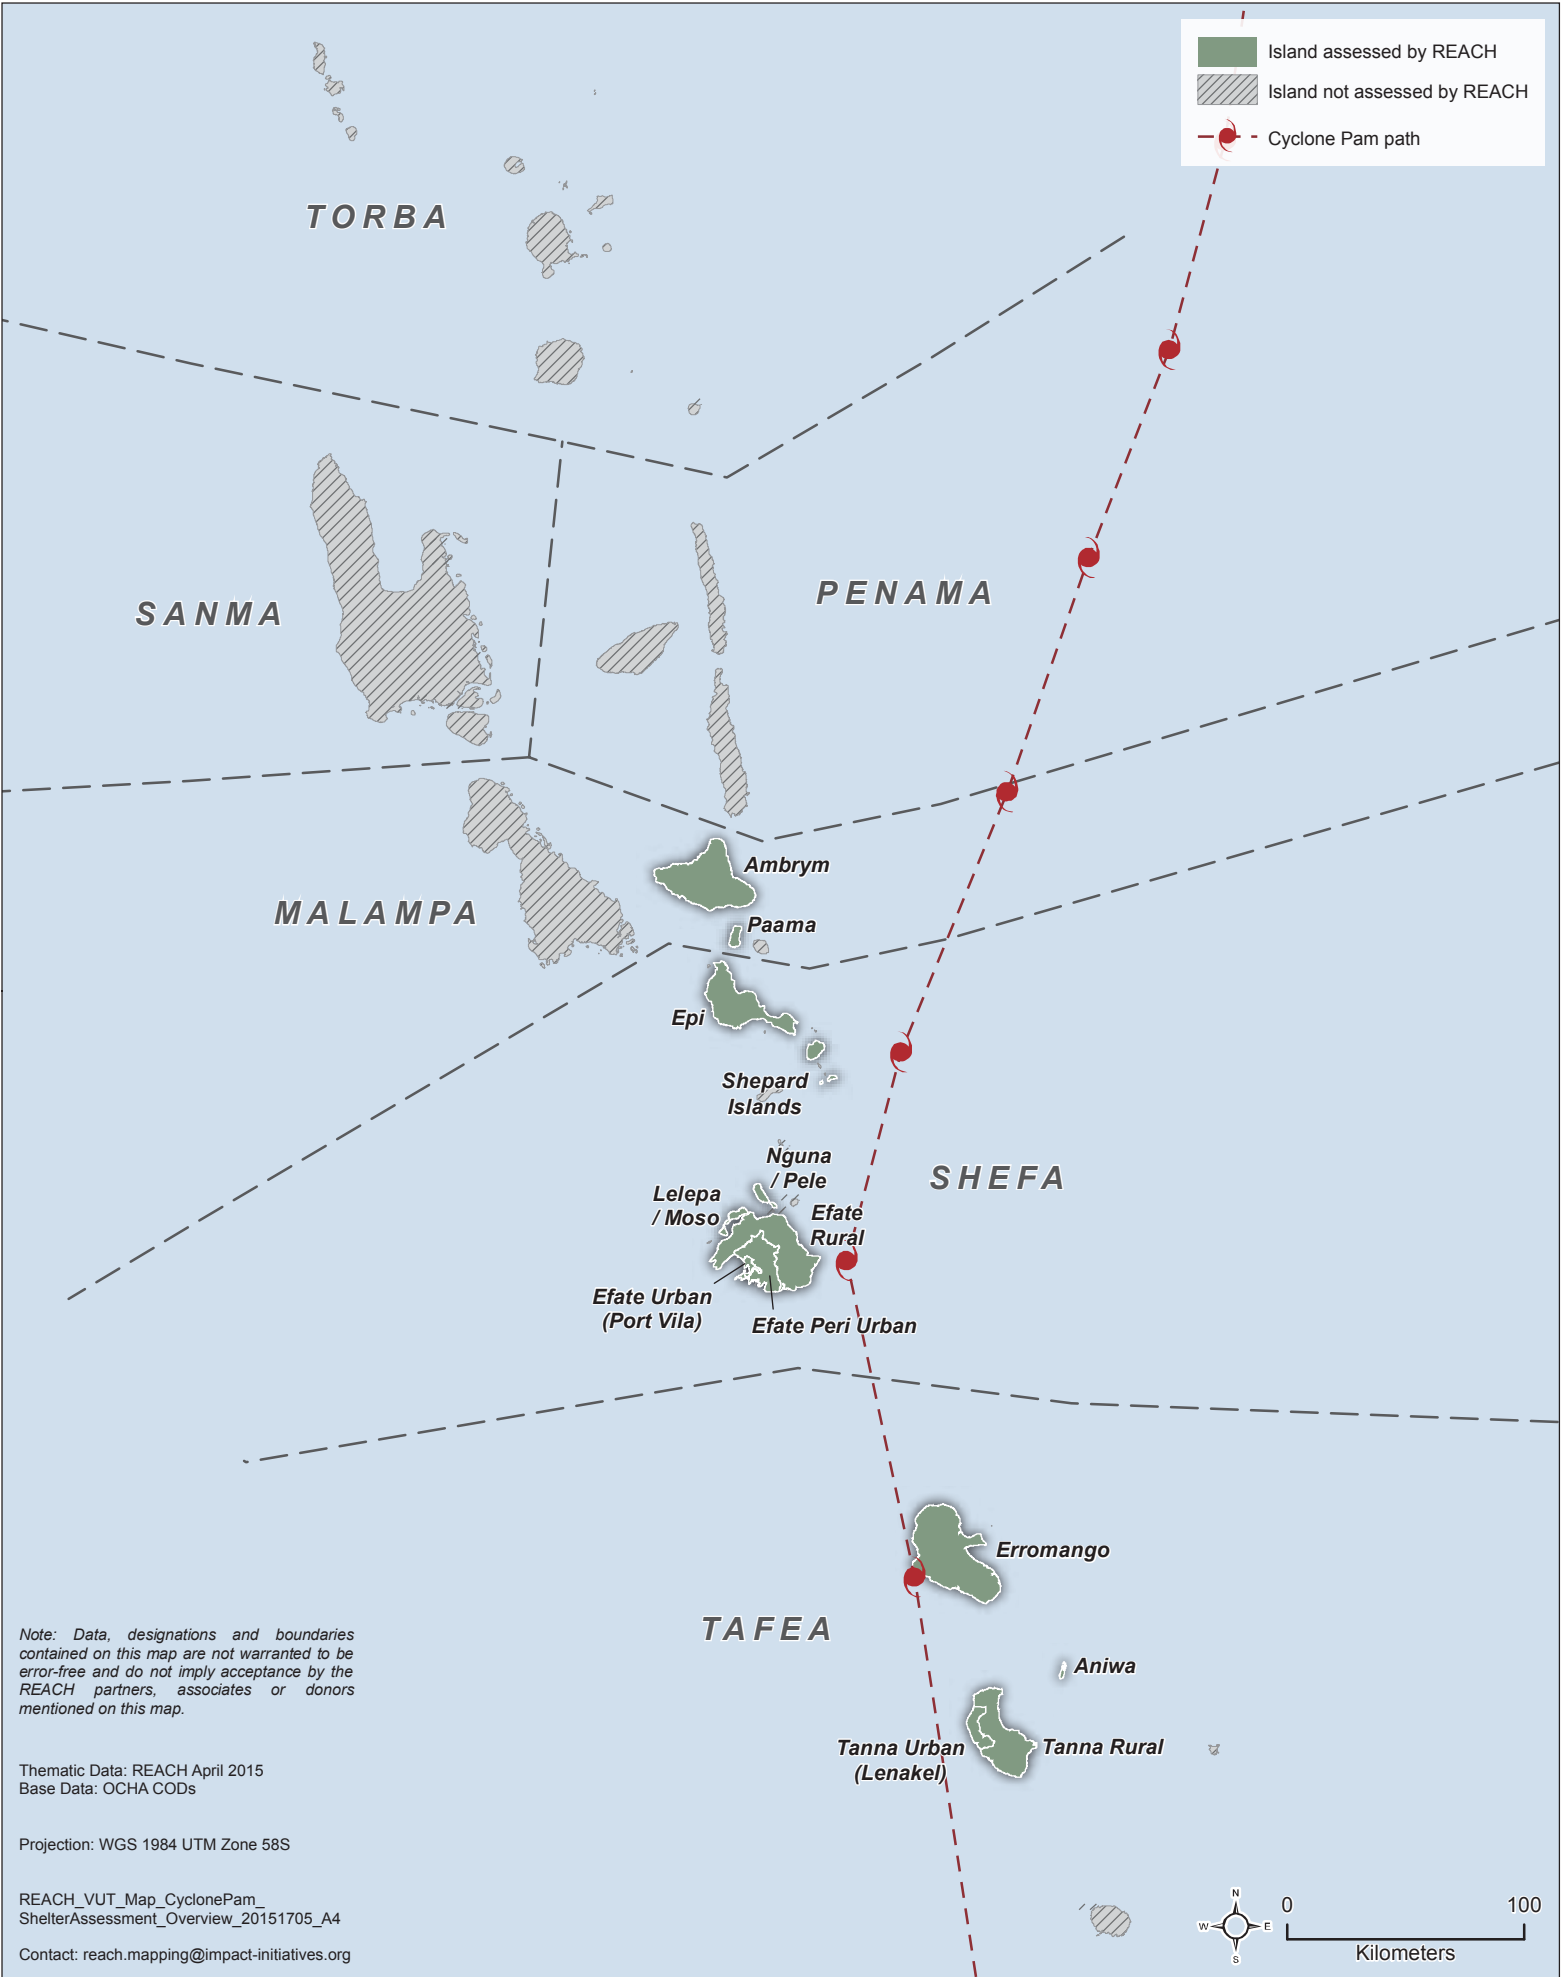 Island assessed by REACH
Island not assessed by REACH
Cyclone Pam path
TORBA
SANMA
PENAMA
MALAMPA
Ambrym
Paama
Epi
Shepard
Islands
Nguna
/ Pele
Lelepa
/ Moso
Efate
Rural
SHEFA
Efate Urban
(Port Vila)
Efate Peri Urban
Erromango
TAFEA
Aniwa
Tanna Urban
(Lenakel)
Tanna Rural
Note: Data, designations and boundaries
contained on this map are not warranted to be
error-free and do not imply acceptance by the
REACH partners, associates or donors
mentioned on this map.
Thematic Data: REACH April 2015
Base Data: OCHA CODs
Projection: WGS 1984 UTM Zone 58S
REACH_VUT_Map_CyclonePam_
ShelterAssessment_Overview_20151705_A4
Contact: reach.mapping@impact-initiatives.org
N
W E
S
0 100
Kilometers